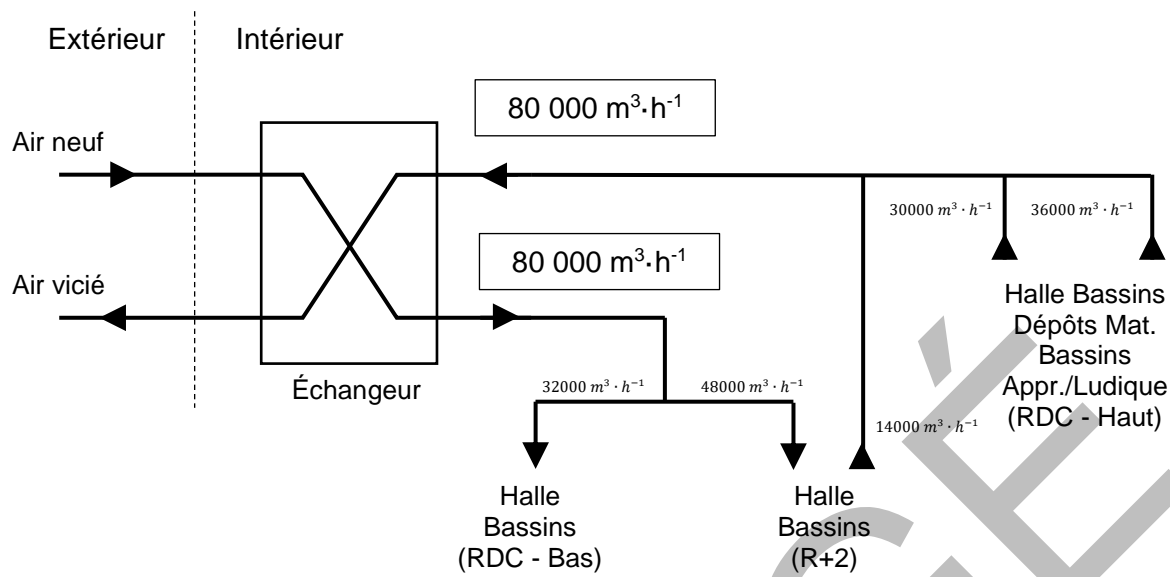 Extérieur
Intérieur
80 000 m³·h⁻¹
Air neuf
30000 m³ · h⁻¹
36000 m³ · h⁻¹
80 000 m³·h⁻¹
Air vicié
Halle Bassins
Dépôts Mat.
Bassins
Appr./Ludique
(RDC - Haut)
Échangeur
32000 m³ · h⁻¹
48000 m³ · h⁻¹
14000 m³ · h⁻¹
Halle
Bassins
(RDC - Bas)
Halle
Bassins
(R+2)